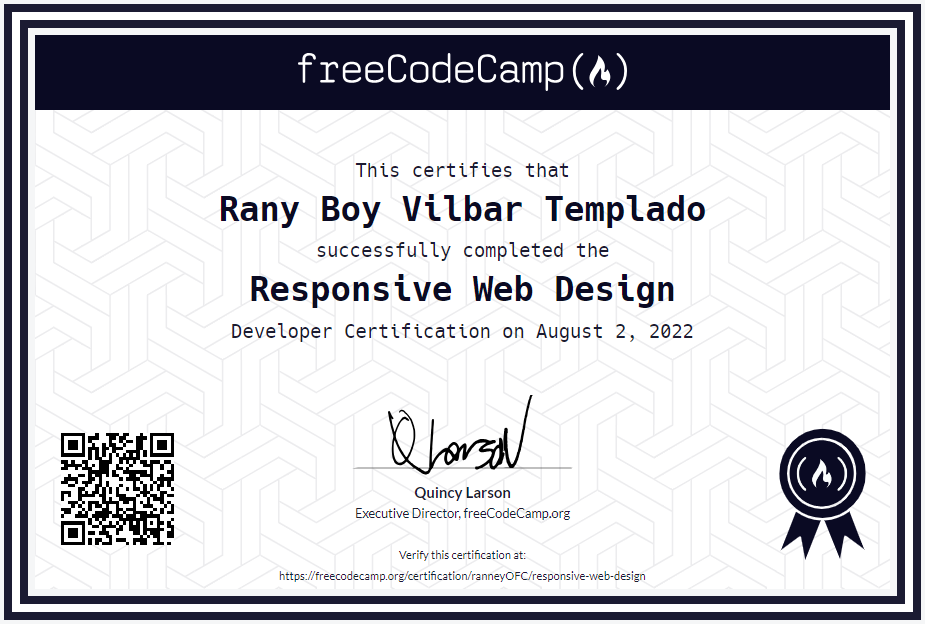 freeCodeCamp
This certifies that
Rany Boy Vilbar Templado
successfully completed the
Responsive Web Design
Developer Certification on August 2, 2022
Q Larson
Quincy Larson
Executive Director, freeCodeCamp.org
Verify this certification at:
https://freecodecamp.org/certification/ranneyOFC/responsive-web-design